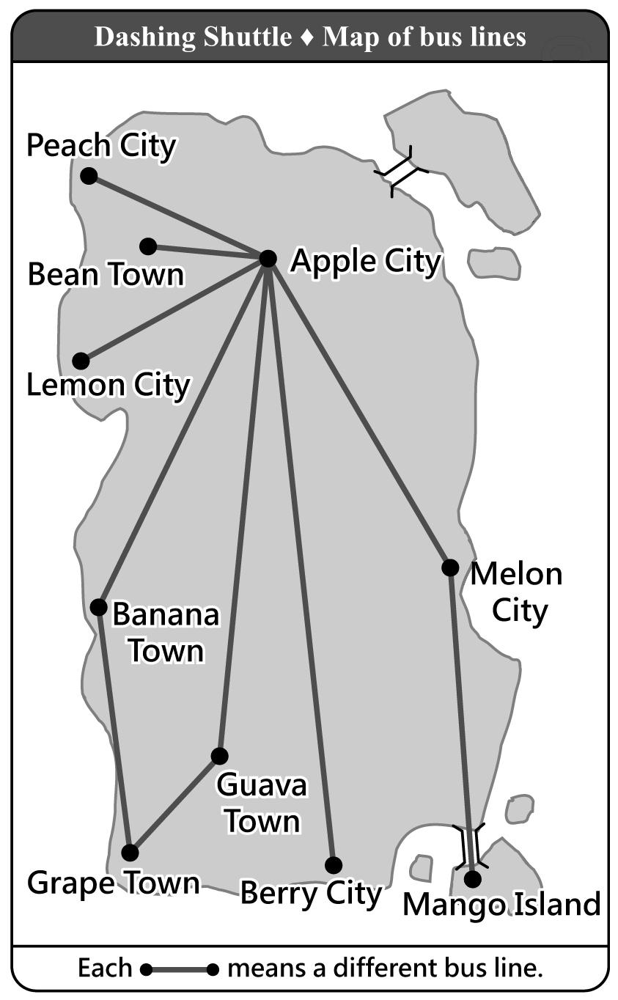 Dashing Shuttle ♦ Map of bus lines
Peach City
Bean Town
Apple City
Lemon City
Melon
City
Banana
Town
Guava
Town
Grape Town
Berry City
Mango Island
Each means a different bus line.